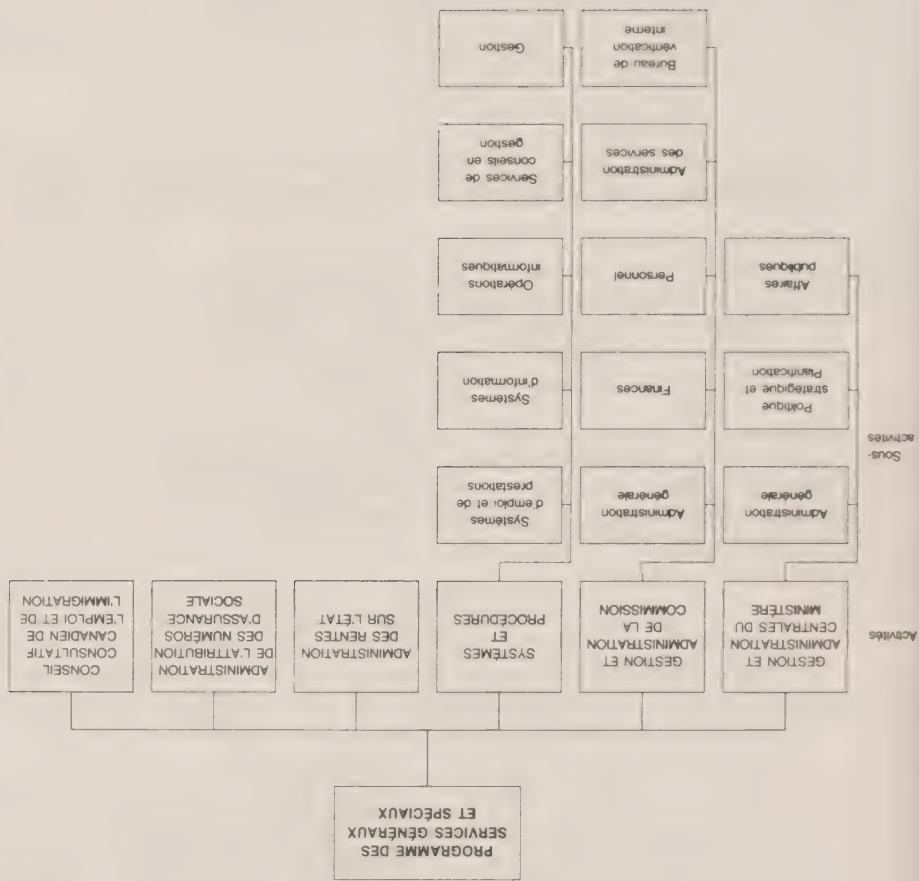 PROGRAMME DES
SERVICES GÉNÉRAUX
ET SPÉCIAUX
Activités
GESTION ET
ADMINISTRATION
CENTRALES DU
MINISTÈRE
GESTION ET
ADMINISTRATION
DE LA
COMMISSION
SYSTÈMES
ET
PROCÉDURES
ADMINISTRATION
DES RENTES
SUR L'ÉTAT
ADMINISTRATION
DE L'ATTRIBUTION
DES NUMÉROS
D'ASSURANCE
SOCIALE
CONSEIL
CONSULTATIF
CANADIEN DE
L'EMPLOI ET DE
L'IMMIGRATION
Sous-
activités
Administration
générale
Administration
générale
Systèmes
d'emploi et de
prestations
Politique
stratégique et
Planification
Finances
Systèmes
d'information
Affaires
publiques
Personnel
Opérations
informatiques
Administration
des services
Services de
conseils en
gestion
Bureau de
vérification
interne
Gestion